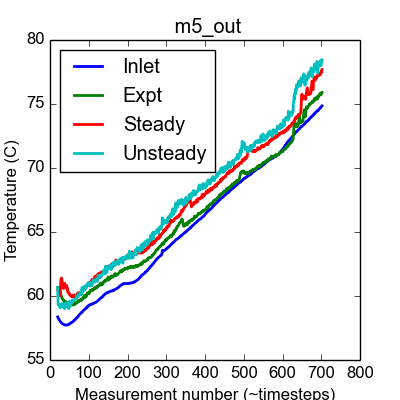 m5_out
80
75
70
65
60
55
Temperature (C)
Inlet
Expt
Steady
Unsteady
0 100 200 300 400 500 600 700 800
Measurement number (~timesteps)